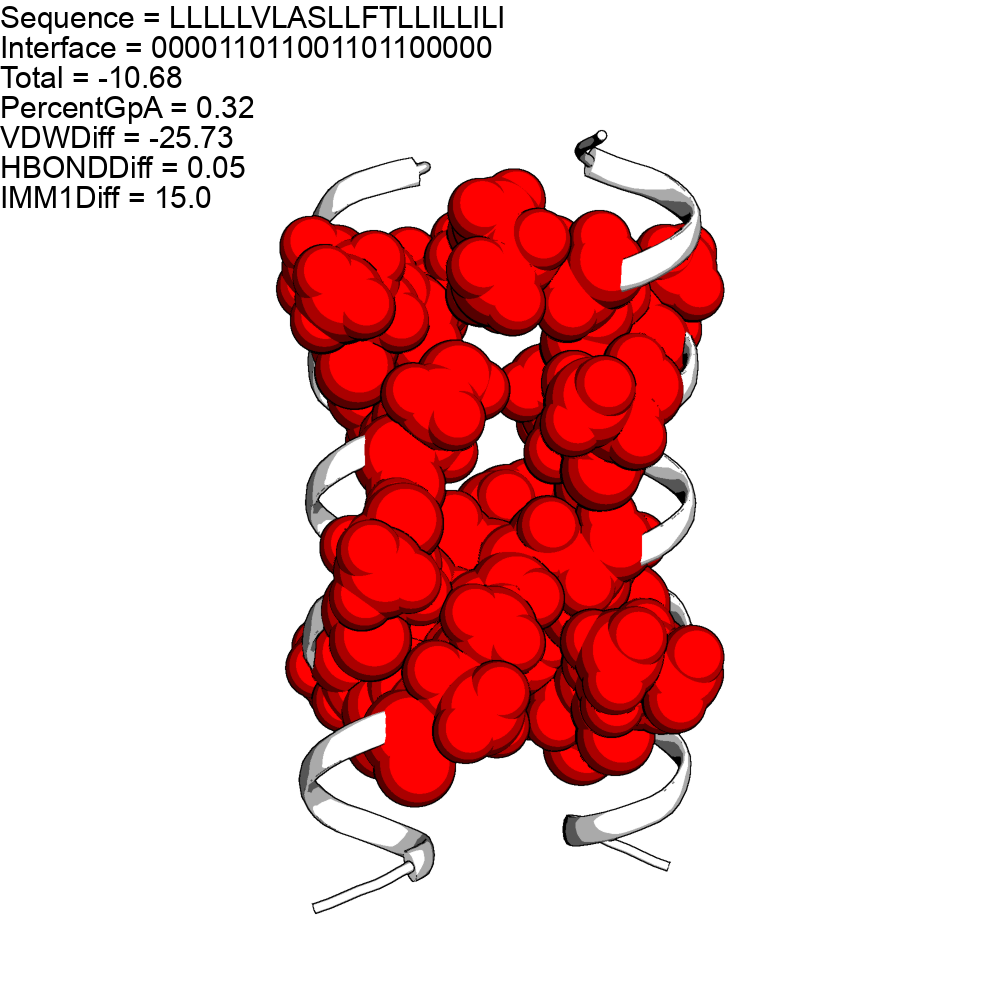 Sequence = LLLLLVLASLLFTLLILLILI
Interface = 000011011001101100000
Total = -10.68
PercentGpA = 0.32
VDWDiff = -25.73
HBONDDiff = 0.05
IMM1Diff = 15.0